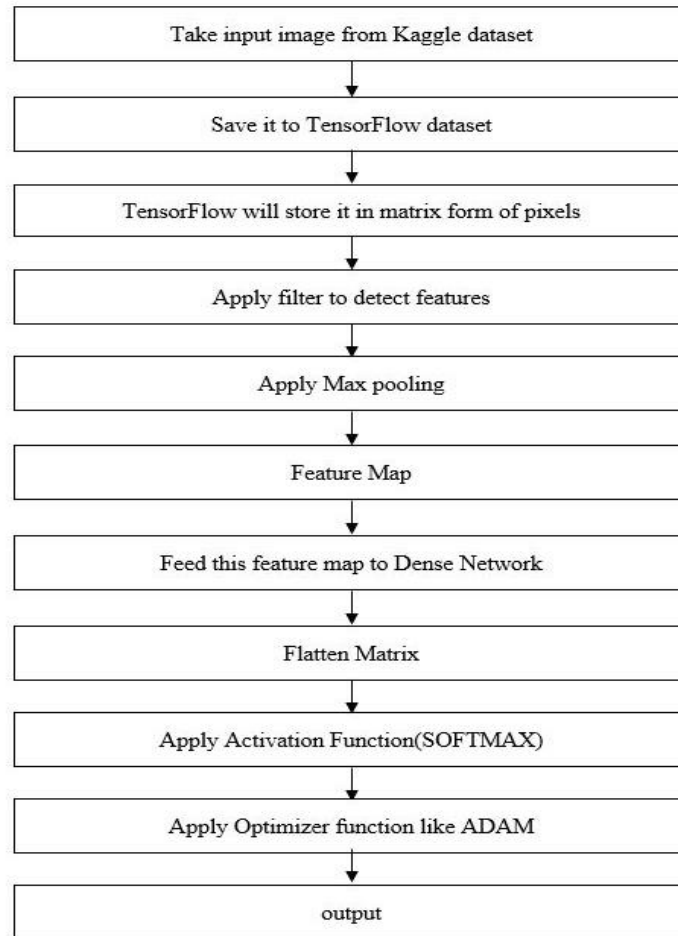 Take input image from Kaggle dataset
Save it to TensorFlow dataset
TensorFlow will store it in matrix form of pixels
Apply filter to detect features
Apply Max pooling
Feature Map
Feed this feature map to Dense Network
Flatten Matrix
Apply Activation Function(SOFTMAX)
Apply Optimizer function like ADAM
output